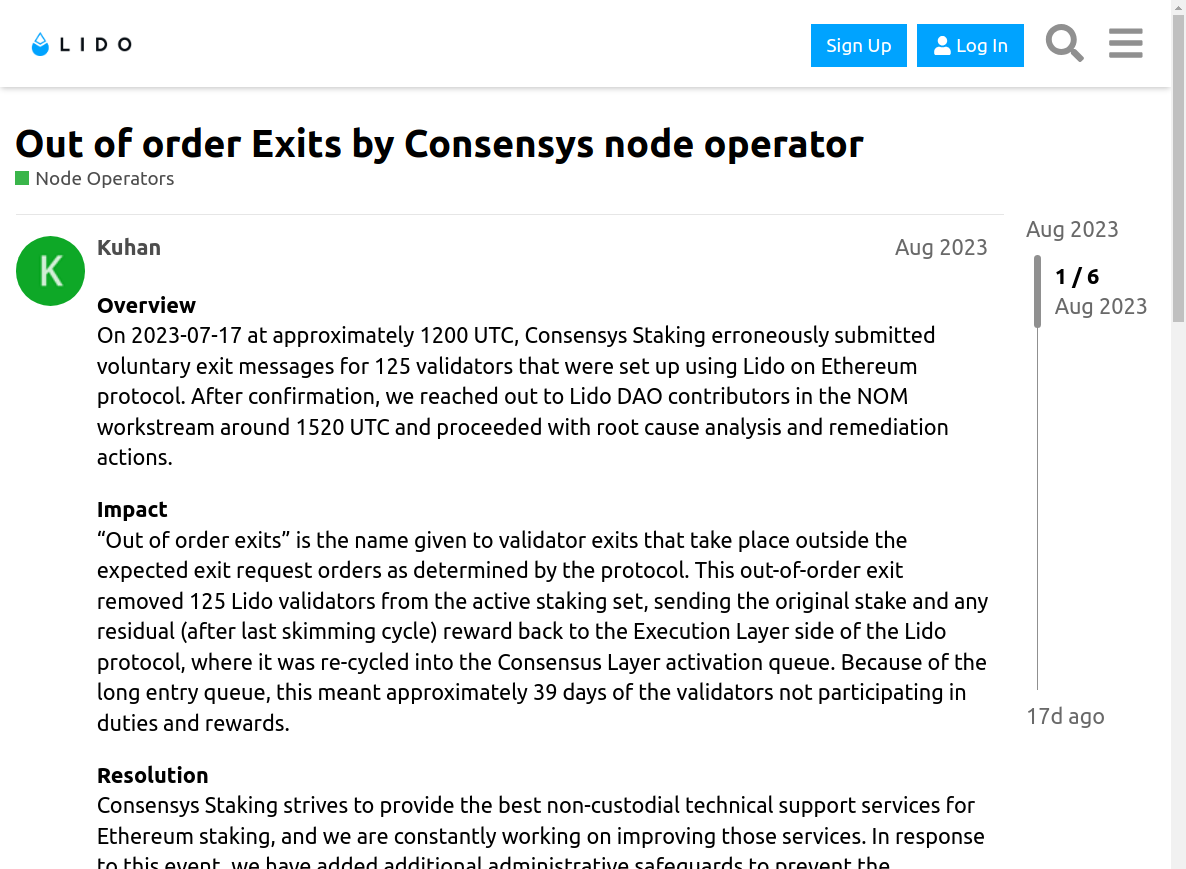 LIDO
Sign Up
Log In
Out of order Exits by Consensys node operator
Node Operators
K
Kuhan
Aug 2023
Overview
On 2023-07-17 at approximately 1200 UTC, Consensys Staking erroneously submitted
voluntary exit messages for 125 validators that were set up using Lido on Ethereum
protocol. After confirmation, we reached out to Lido DAO contributors in the NOM
workstream around 1520 UTC and proceeded with root cause analysis and remediation
actions.
Impact
“Out of order exits” is the name given to validator exits that take place outside the
expected exit request orders as determined by the protocol. This out-of-order exit
removed 125 Lido validators from the active staking set, sending the original stake and any
residual (after last skimming cycle) reward back to the Execution Layer side of the Lido
protocol, where it was re-cycled into the Consensus Layer activation queue. Because of the
long entry queue, this meant approximately 39 days of the validators not participating in
duties and rewards.
Resolution
Consensys Staking strives to provide the best non-custodial technical support services for
Ethereum staking, and we are constantly working on improving those services. In response
to this event, we have added additional administrative safeguards to prevent the
Aug 2023
1 / 6
Aug 2023
17d ago